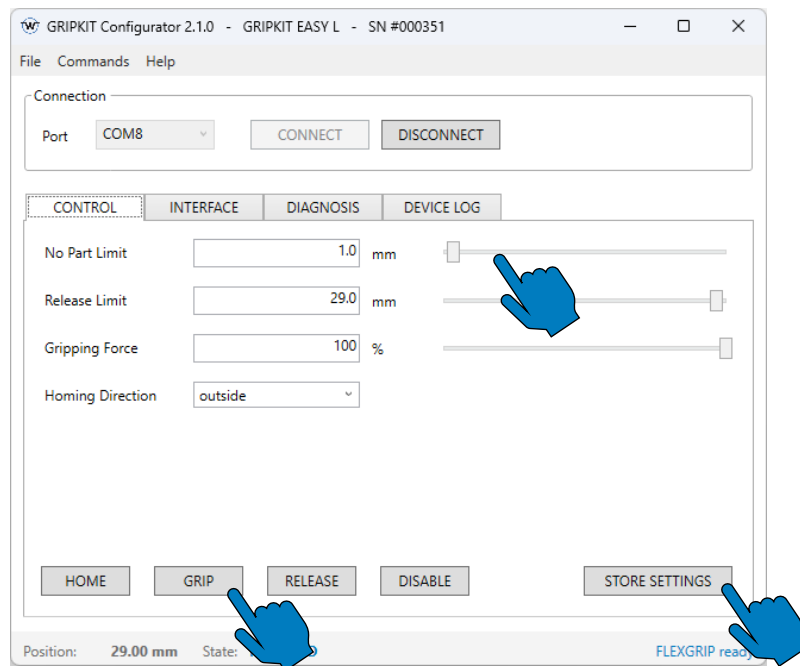 GRIPKIT Configurator 2.1.0 - GRIPKIT EASY L - SN #000351
File Commands Help
Connection
Port COM8 CONNECT DISCONNECT
CONTROL INTERFACE DIAGNOSIS DEVICE LOG
No Part Limit 1.0 mm
Release Limit 29.0 mm
Gripping Force 100 %
Homing Direction outside
HOME GRIP RELEASE DISABLE STORE SETTINGS
Position: 29.00 mm State: FLEXGRIP ready